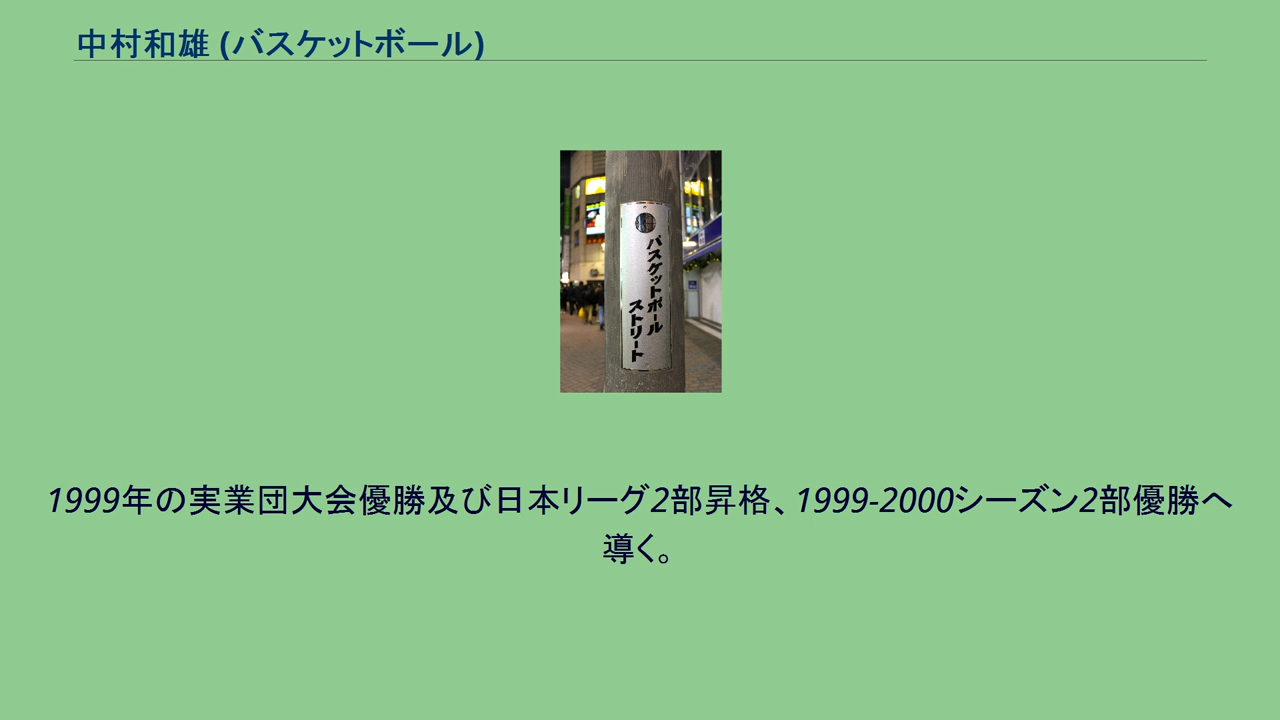 中村和雄 (バスケットボール)
バスケットボール
ストリート
1999年の実業団大会優勝及び日本リーグ2部昇格、1999-2000シーズン2部優勝へ
導く。